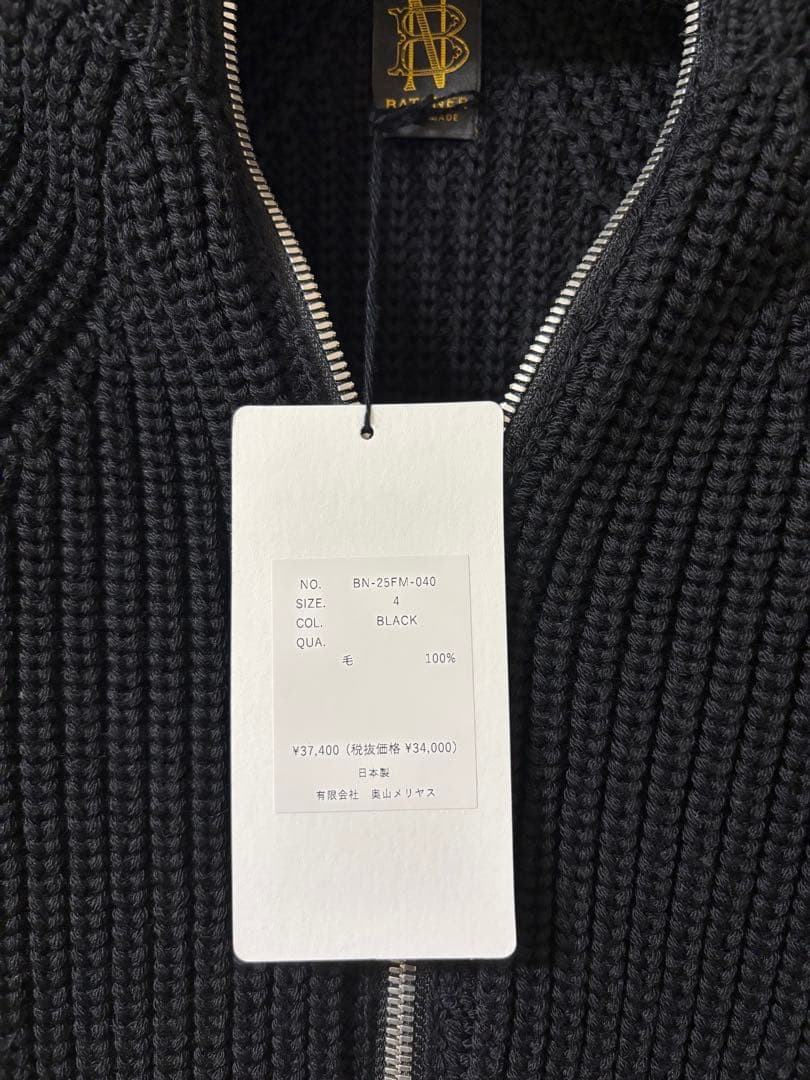 NO. BN-25FM-040
SIZE. 4
COL. BLACK
QUA.
毛 100%
¥37,400 (税抜価格 ¥34,000)
日本製
有限会社 奥山メリヤス